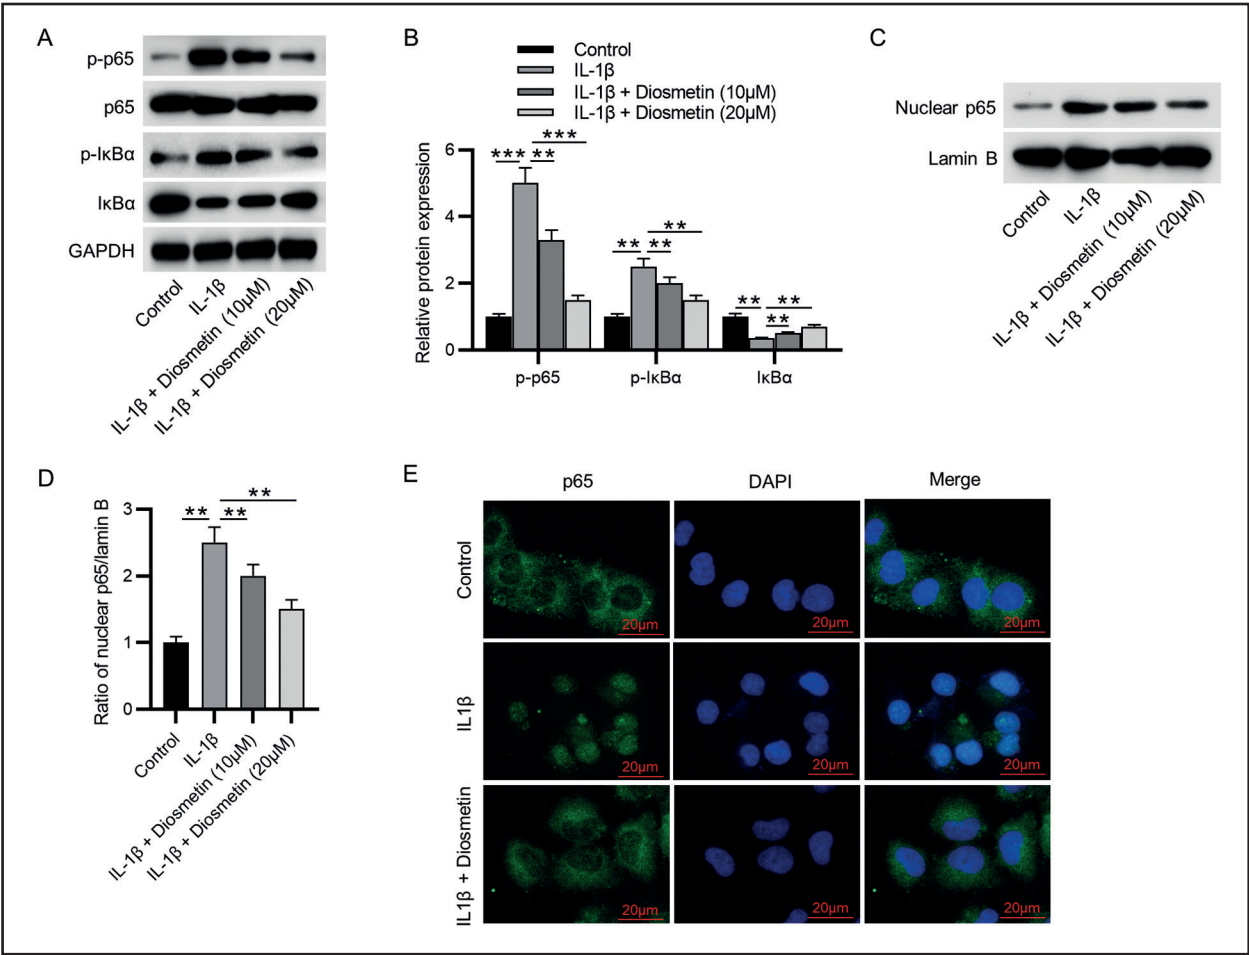 A
p-p65
p65
p-IκBα
IκBα
GAPDH
Control
IL-1β
IL-1β + Diosmetin (10μM)
IL-1β + Diosmetin (20μM)
B
Control
IL-1β
IL-1β + Diosmetin (10μM)
IL-1β + Diosmetin (20μM)
Relative protein expression
6
4
2
0
*** ** ***
** ** **
** ** **
p-p65
p-IκBα
IκBα
C
Nuclear p65
Lamin B
Control
IL-1β
IL-1β + Diosmetin (10μM)
IL-1β + Diosmetin (20μM)
D
Ratio of nuclear p65/lamin B
3
2
1
0
** ** **
Control
IL-1β
IL-1β + Diosmetin (10μM)
IL-1β + Diosmetin (20μM)
E
p65 DAPI Merge
Control
20μm 20μm 20μm
IL1β
20μm 20μm 20μm
IL1β + Diosmetin
20μm 20μm 20μm